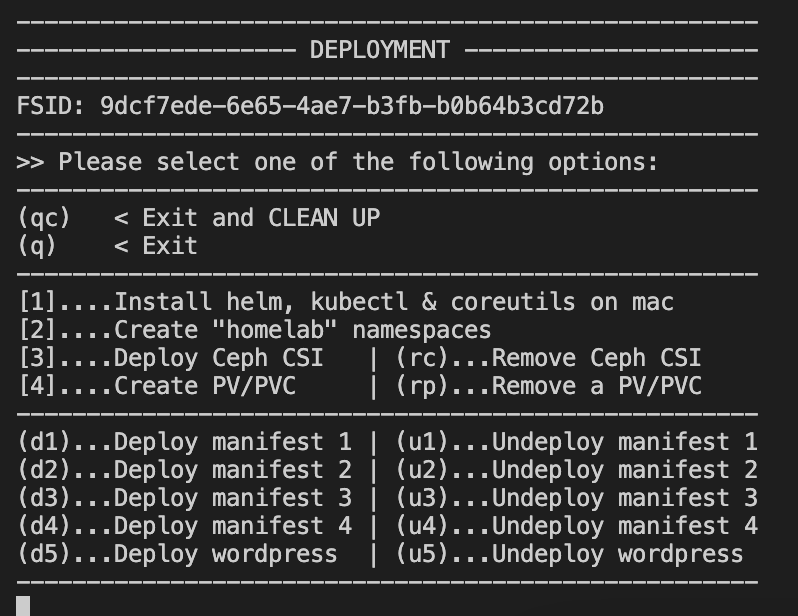 -----------------------------------------------------
-------------------- DEPLOYMENT ---------------------
-----------------------------------------------------
FSID: 9dcf7ede-6e65-4ae7-b3fb-b0b64b3cd72b
-----------------------------------------------------
>> Please select one of the following options:
-----------------------------------------------------
(qc)   < Exit and CLEAN UP
(q)    < Exit
-----------------------------------------------------
[1]....Install helm, kubectl & coreutils on mac
[2]....Create "homelab" namespaces
[3]....Deploy Ceph CSI   | (rc)...Remove Ceph CSI
[4]....Create PV/PVC     | (rp)...Remove a PV/PVC
-----------------------------------------------------
(d1)...Deploy manifest 1 | (u1)...Undeploy manifest 1
(d2)...Deploy manifest 2 | (u2)...Undeploy manifest 2
(d3)...Deploy manifest 3 | (u3)...Undeploy manifest 3
(d4)...Deploy manifest 4 | (u4)...Undeploy manifest 4
(d5)...Deploy wordpress  | (u5)...Undeploy wordpress
-----------------------------------------------------